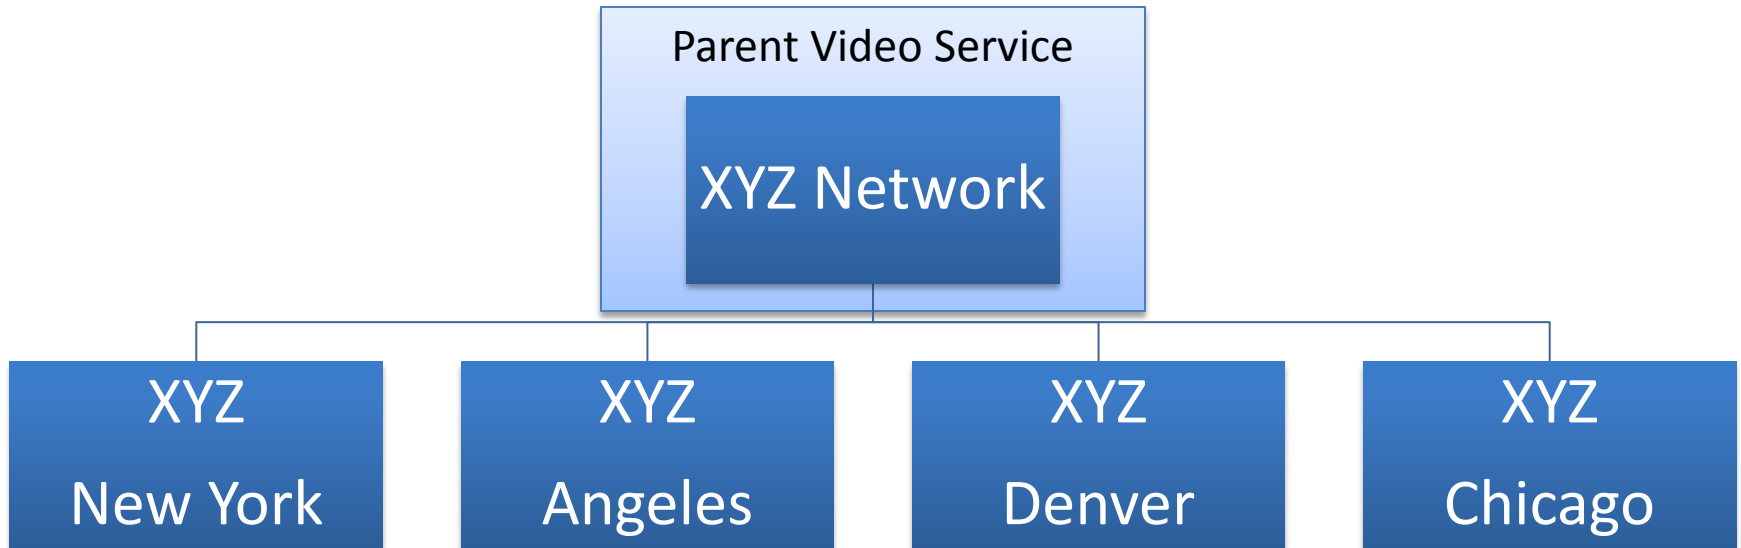 Parent Video Service
XYZ Network
XYZ
New York
XYZ
Angeles
XYZ
Denver
XYZ
Chicago